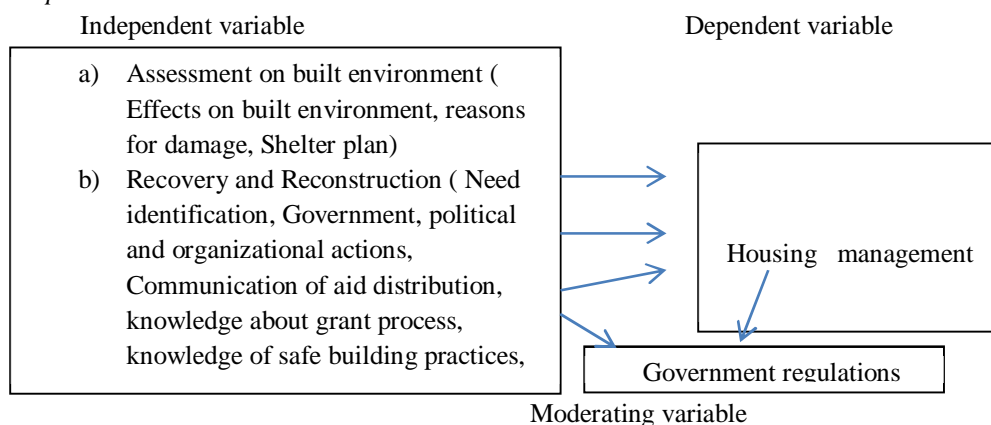 Independent variable
Dependent variable
a) Assessment on built environment (
Effects on built environment, reasons
for damage, Shelter plan)
b) Recovery and Reconstruction ( Need
identification, Government, political
and organizational actions,
Communication of aid distribution,
knowledge about grant process,
knowledge of safe building practices,
Housing management
Government regulations
Moderating variable